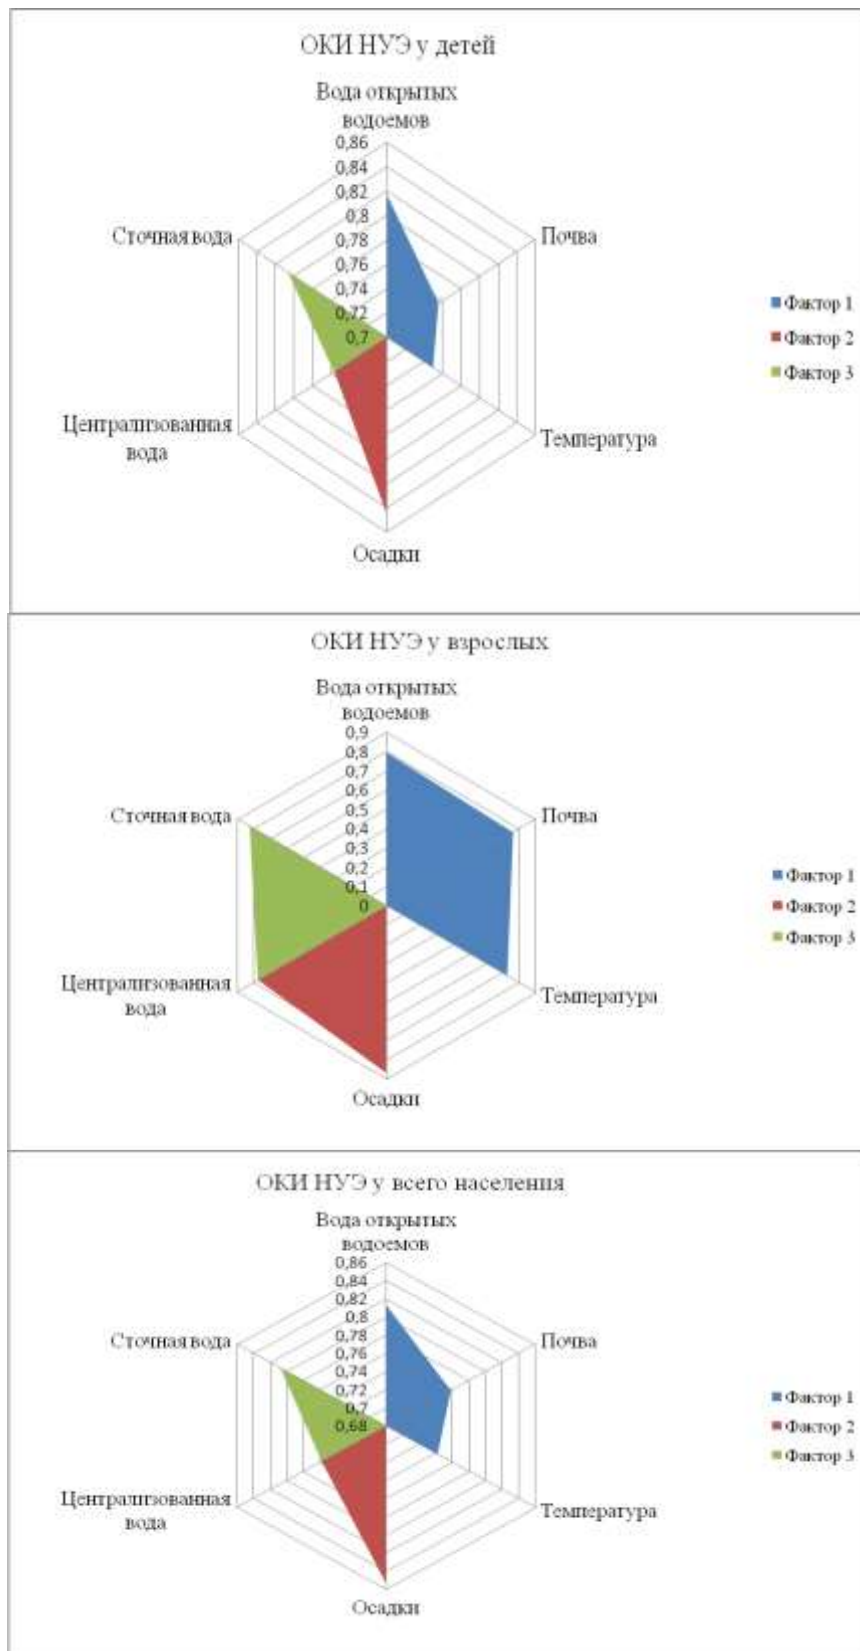 ОКИ НУЭ у детей
Вода открытых
водоемов
0,86
0,84
0,82
0,8
0,78
0,76
0,74
0,72
0,7
Сточная вода
Почва
Централизованная
вода
Температура
Осадки
Фактор 1
Фактор 2
Фактор 3
ОКИ НУЭ у взрослых
Вода открытых
водоемов
0,9
0,8
0,7
0,6
0,5
0,4
0,3
0,2
0,1
0
Сточная вода
Почва
Централизованная
вода
Температура
Осадки
Фактор 1
Фактор 2
Фактор 3
ОКИ НУЭ у всего населения
Вода открытых
водоемов
0,86
0,84
0,82
0,8
0,78
0,76
0,74
0,72
0,7
0,68
Сточная вода
Почва
Централизованная
вода
Температура
Осадки
Фактор 1
Фактор 2
Фактор 3